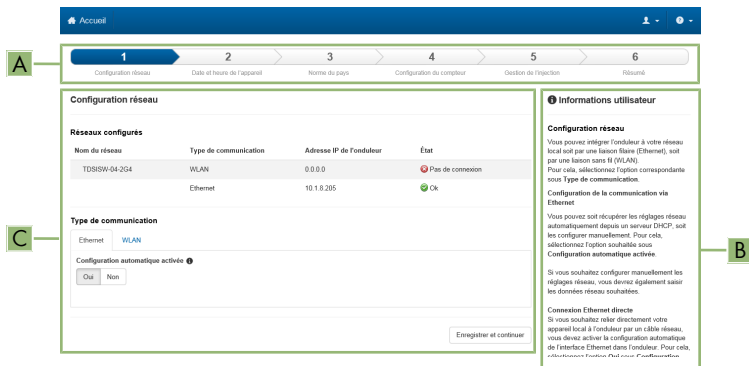 Accueil
A
1 2 3 4 5 6
Configuration réseau Date et heure de l'appareil Norme du pays Configuration du compteur Gestion de l'injection Résumé
C
Configuration réseau
Réseaux configurés
Nom du réseau Type de communication Adresse IP de l'onduleur État
TDSISW-04-2G4 WLAN 0.0.0.0 Pas de connexion
Ethernet 10.1.6.205 Ok
Type de communication
Ethernet WLAN
Configuration automatique activée
Oui Non
Enregistrer et continuer
B
Informations utilisateur
Configuration réseau
Vous pouvez intégrer l'onduleur à votre réseau
local soit par une liaison filaire (Ethernet), soit
par une liaison sans fil (WLAN).
Pour cela, sélectionnez l'option correspondante
sous Type de communication.
Configuration de la communication via
Ethernet
Vous pouvez soit récupérer les réglages réseau
automatiquement depuis un serveur DHCP, soit
les configurer manuellement. Pour cela,
sélectionnez l'option souhaitée sous
Configuration automatique activée.
Si vous souhaitez configurer manuellement les
réglages réseau, vous devrez également saisir
les données réseau souhaitées.
Connexion Ethernet directe
Si vous souhaitez relier directement votre
appareil local à l'onduleur par un câble réseau,
vous devez activer la configuration automatique
de l'interface Ethernet dans l'onduleur. Pour cela,
sélectionnez l'option Oui sous Configuration